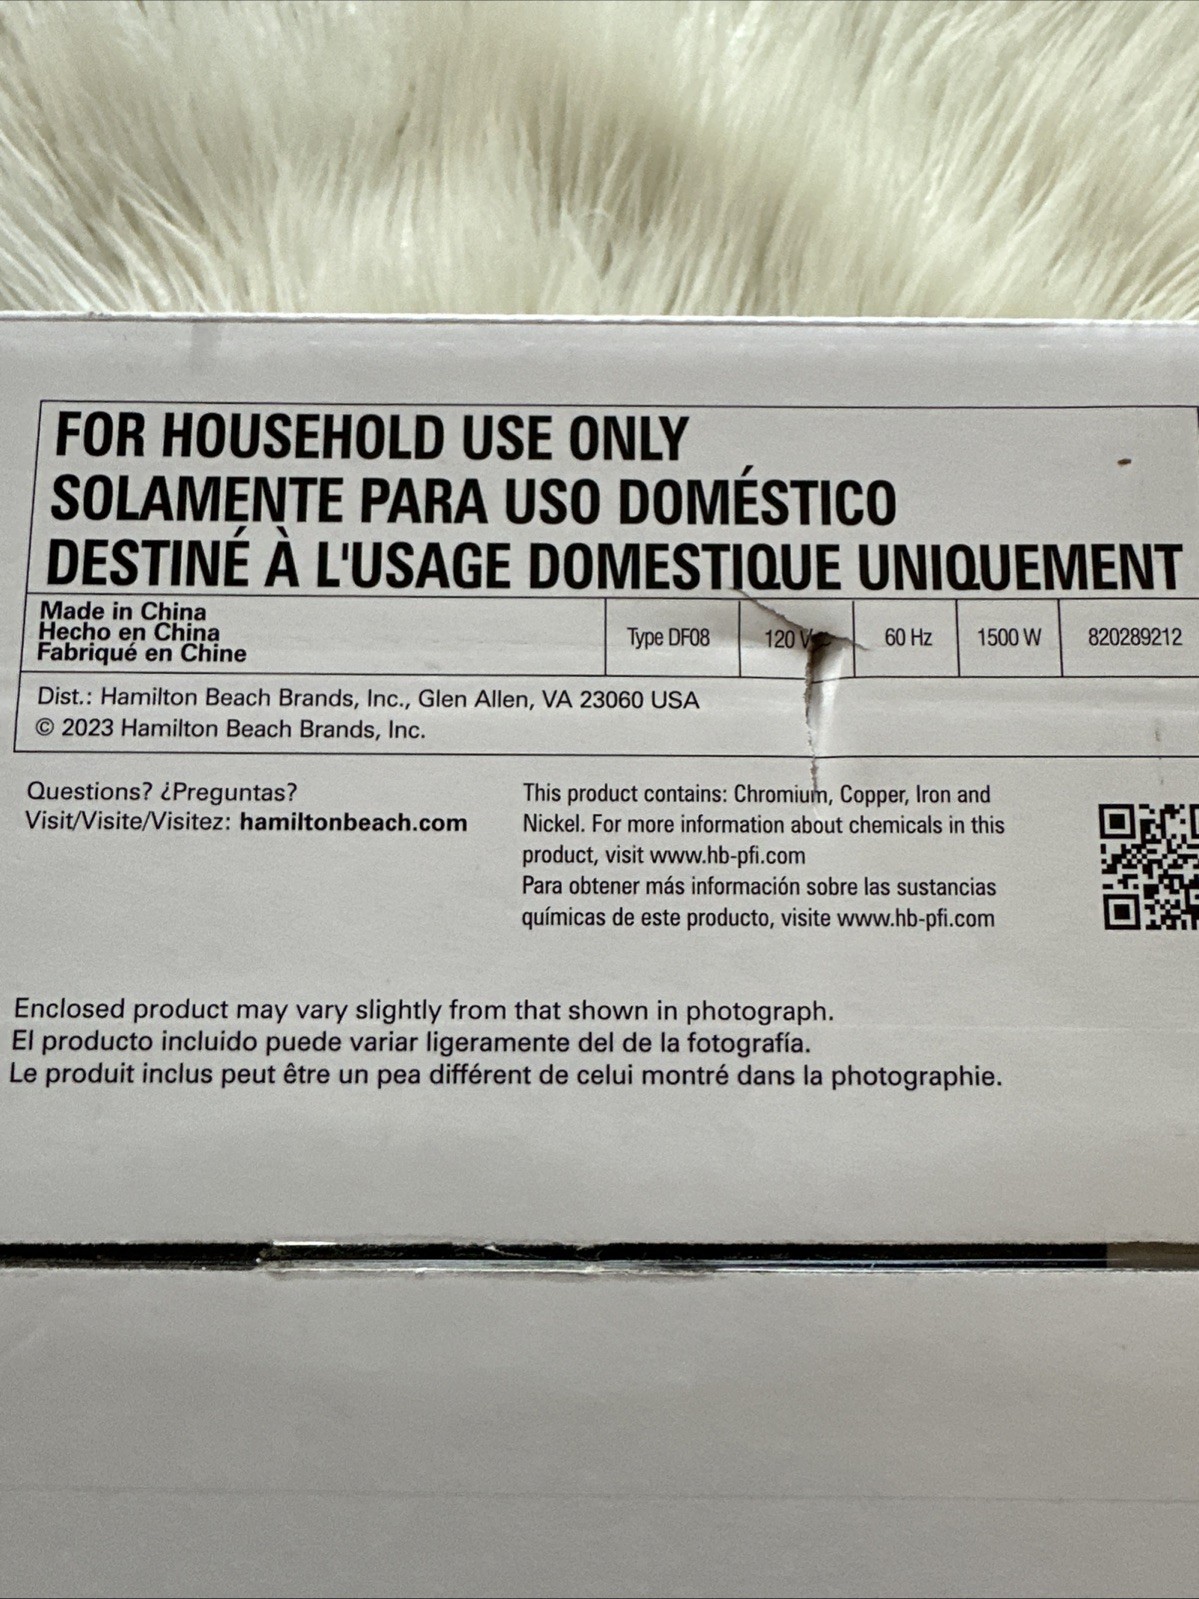 FOR HOUSEHOLD USE ONLY
SOLAMENTE PARA USO DOMÉSTICO
DESTINÉ À L'USAGE DOMESTIQUE UNIQUEMENT
Made in China
Hecho en China
Fabriqué en Chine
Type DF08
120 V
60 Hz
1500 W
820289212
Dist.: Hamilton Beach Brands, Inc., Glen Allen, VA 23060 USA
© 2023 Hamilton Beach Brands, Inc.
Questions? ¿Preguntas?
Visit/Visite/Visitez: hamiltonbeach.com
This product contains: Chromium, Copper, Iron and
Nickel. For more information about chemicals in this
product, visit www.hb-pfi.com
Para obtener más información sobre las sustancias
químicas de este producto, visite www.hb-pfi.com
Enclosed product may vary slightly from that shown in photograph.
El producto incluido puede variar ligeramente del de la fotografía.
Le produit inclus peut être un pea différent de celui montré dans la photographie.